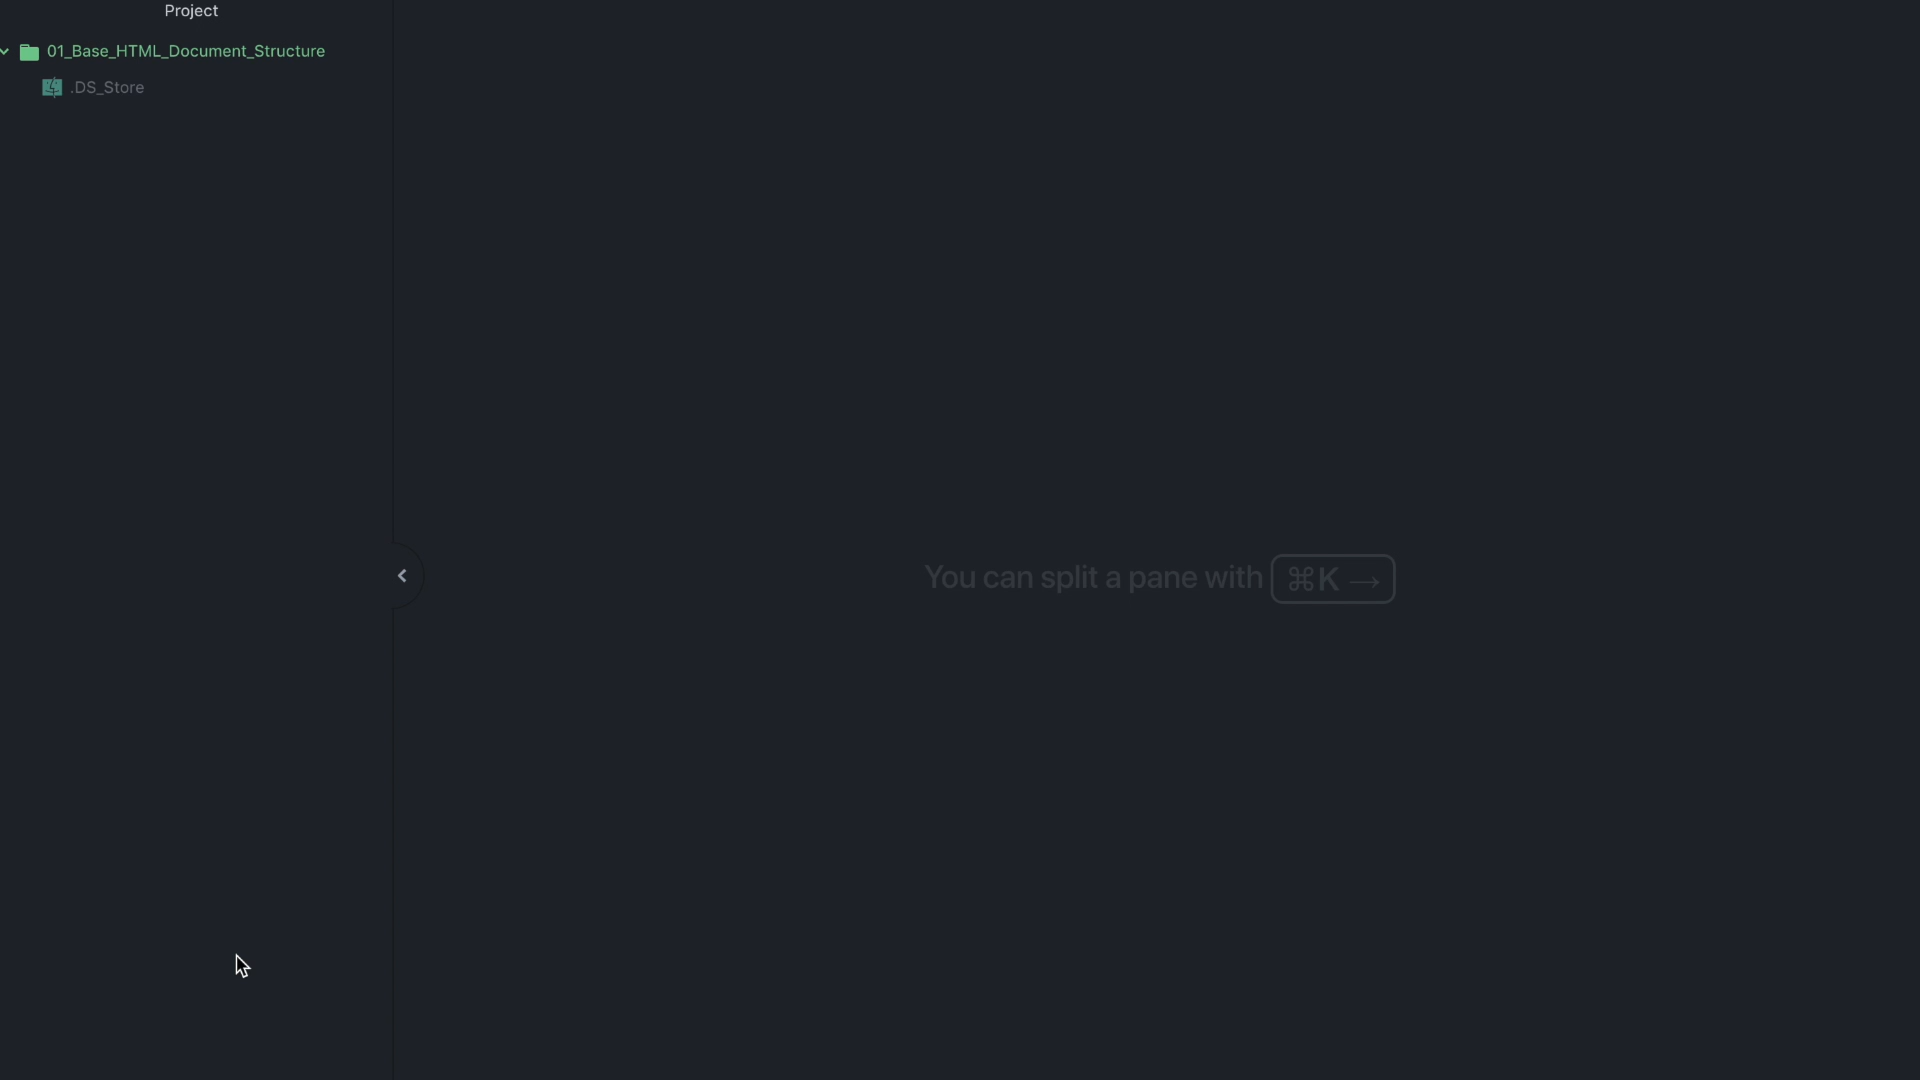 Project
01_Base_HTML_Document_Structure
.DS_Store
You can split a pane with ⌘K →